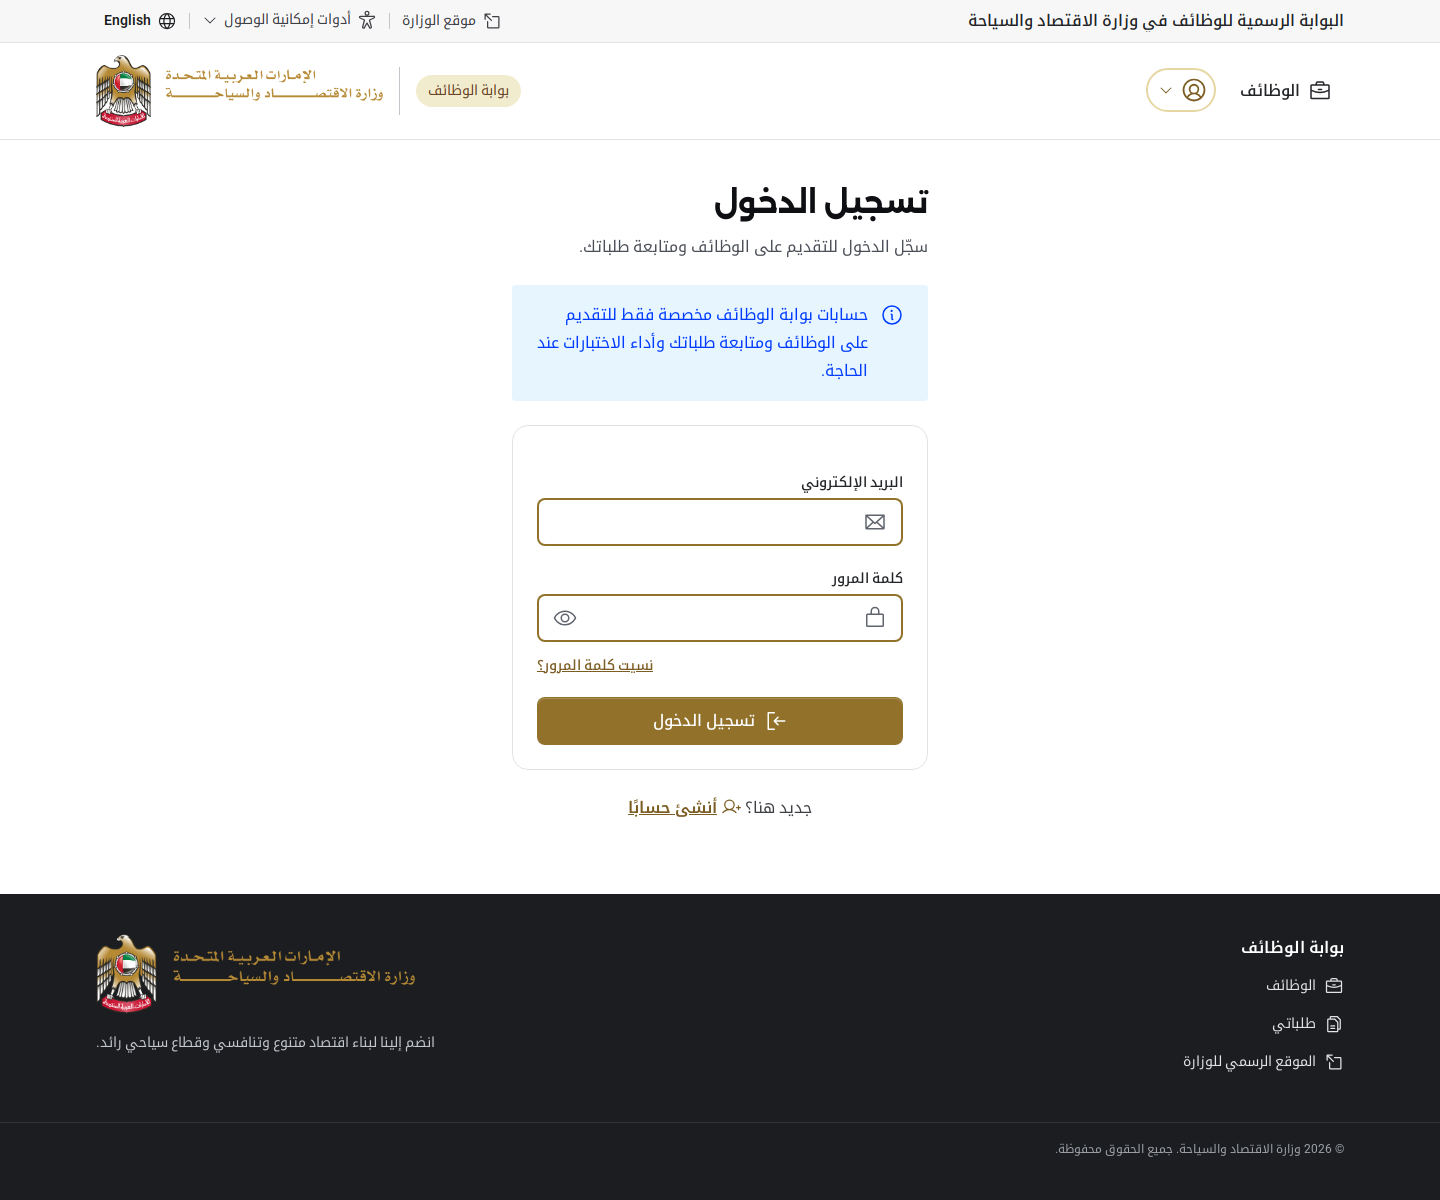 البوابة الرسمية للوظائف في وزارة الاقتصاد والسياحة
موقع الوزارة
أدوات إمكانية الوصول
English
الوظائف
بوابة الوظائف
الإمارات العربية المتحدة
وزارة الاقتصاد والسياحة
تسجيل الدخول
سجّل الدخول للتقديم على الوظائف ومتابعة طلباتك.
حسابات بوابة الوظائف مخصصة فقط للتقديم
على الوظائف ومتابعة طلباتك وأداء الاختبارات عند
الحاجة.
البريد الإلكتروني
كلمة المرور
نسيت كلمة المرور؟
تسجيل الدخول
جديد هنا؟ أنشئ حسابًا
بوابة الوظائف
الوظائف
طلباتي
الموقع الرسمي للوزارة
الإمارات العربية المتحدة
وزارة الاقتصاد والسياحة
انضم إلينا لبناء اقتصاد متنوع وتنافسي وقطاع سياحي رائد.
© 2026 وزارة الاقتصاد والسياحة. جميع الحقوق محفوظة.